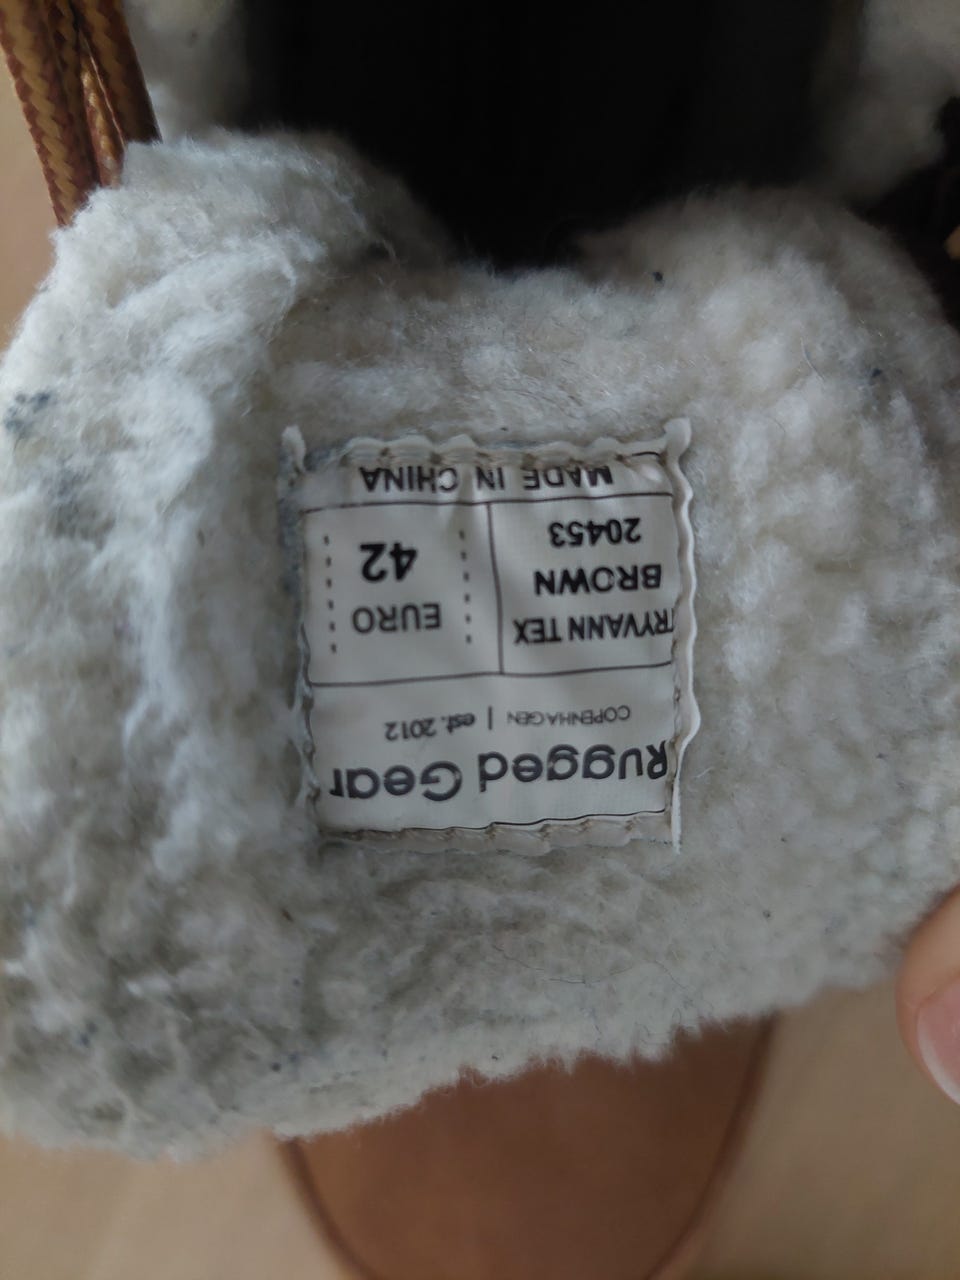 Rugged Gear
COPENHAGEN | est. 2012
TRYVANN TEX
BROWN
20453
EURO
42
MADE IN CHINA